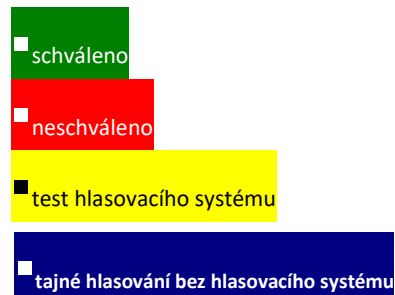 schváleno
neschváleno
test hlasovacího systému
tajné hlasování bez hlasovacího systému